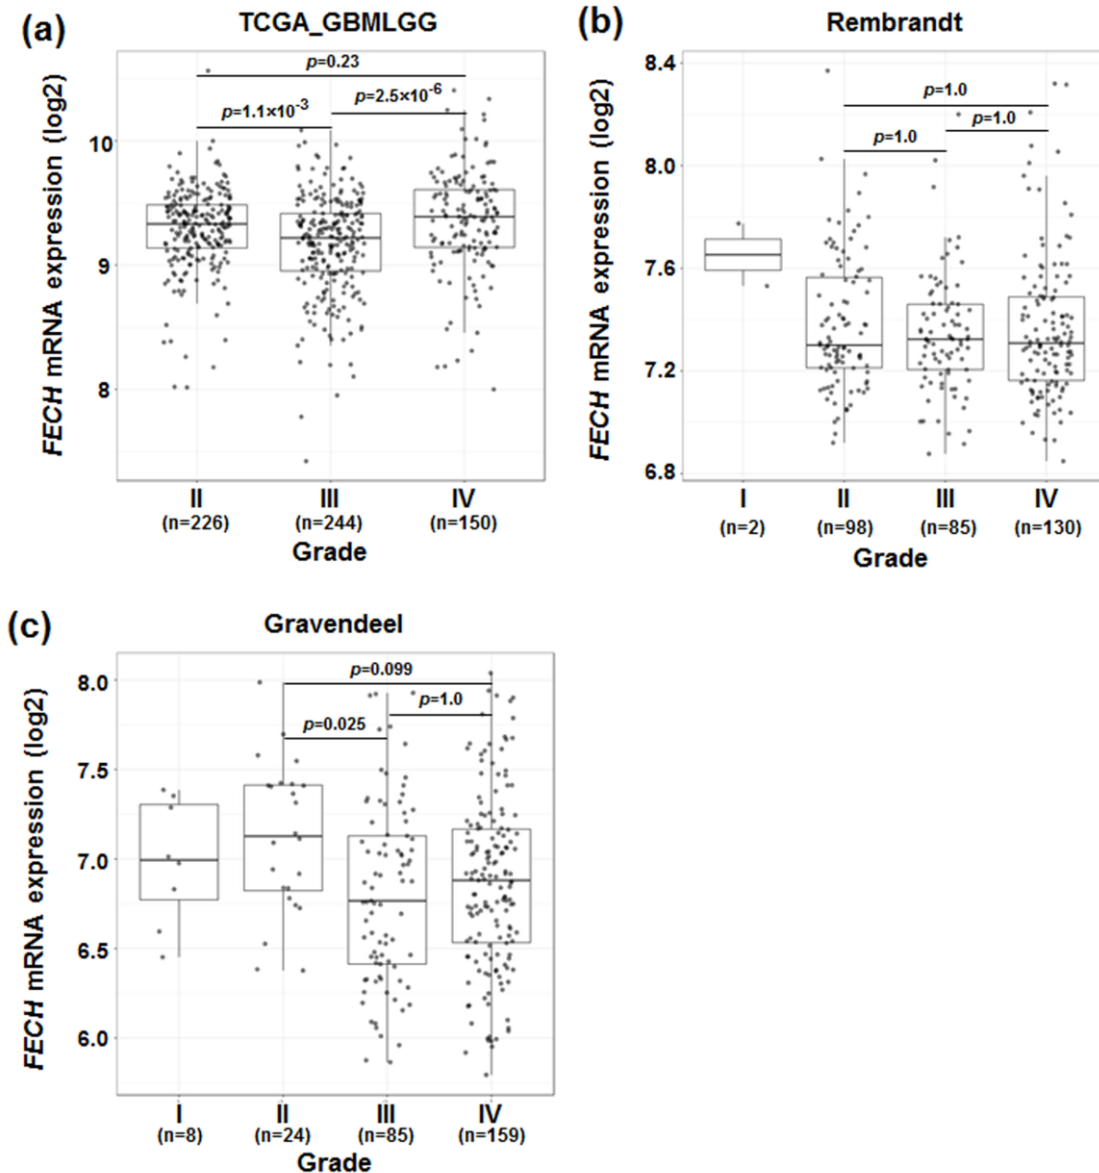 (a)
TCGA_GBMLGG
FECH mRNA expression (log2)
10
9
8
p=0.23
p=1.1×10-3
p=2.5×10-6
II
III
IV
(n=226)
(n=244)
(n=150)
Grade
(b)
Rembrandt
FECH mRNA expression (log2)
8.4
8.0
7.6
7.2
6.8
p=1.0
p=1.0
p=1.0
I
II
III
IV
(n=2)
(n=98)
(n=85)
(n=130)
Grade
(c)
Gravendeel
FECH mRNA expression (log2)
8.0
7.5
7.0
6.5
6.0
p=0.099
p=1.0
p=0.025
I
II
III
IV
(n=8)
(n=24)
(n=85)
(n=159)
Grade